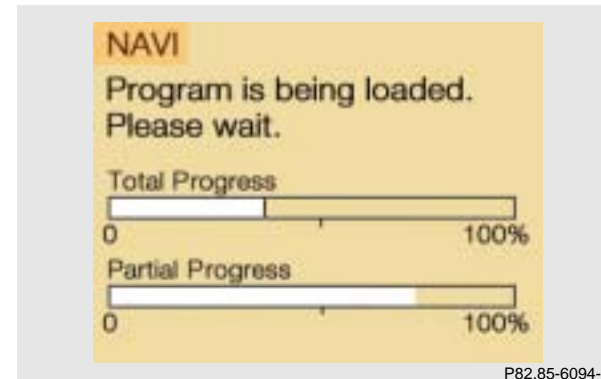 NAVI
Program is being loaded.
Please wait.
Total Progress
0 100%
Partial Progress
0 100%
P82.85-6094-